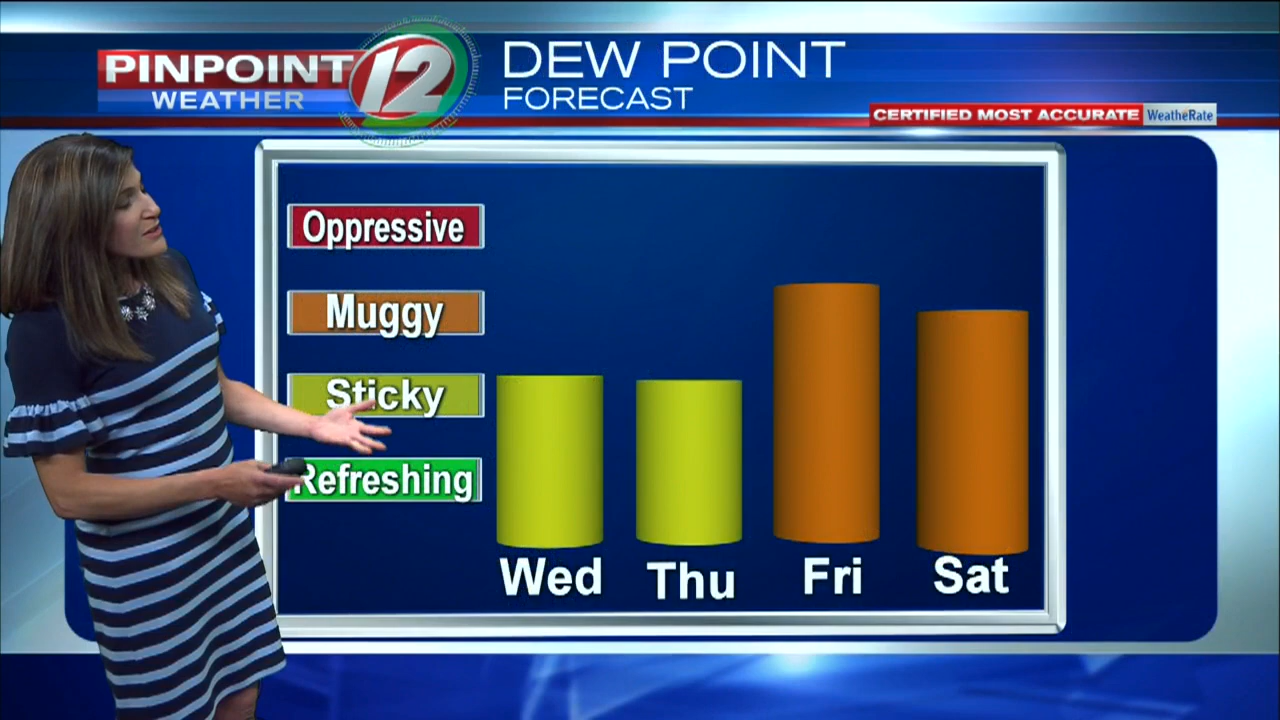 PINPOINT
WEATHER
12
DEW POINT
FORECAST
CERTIFIED MOST ACCURATE WeatheRate
Oppressive
Muggy
Sticky
Refreshing
Wed Thu Fri Sat